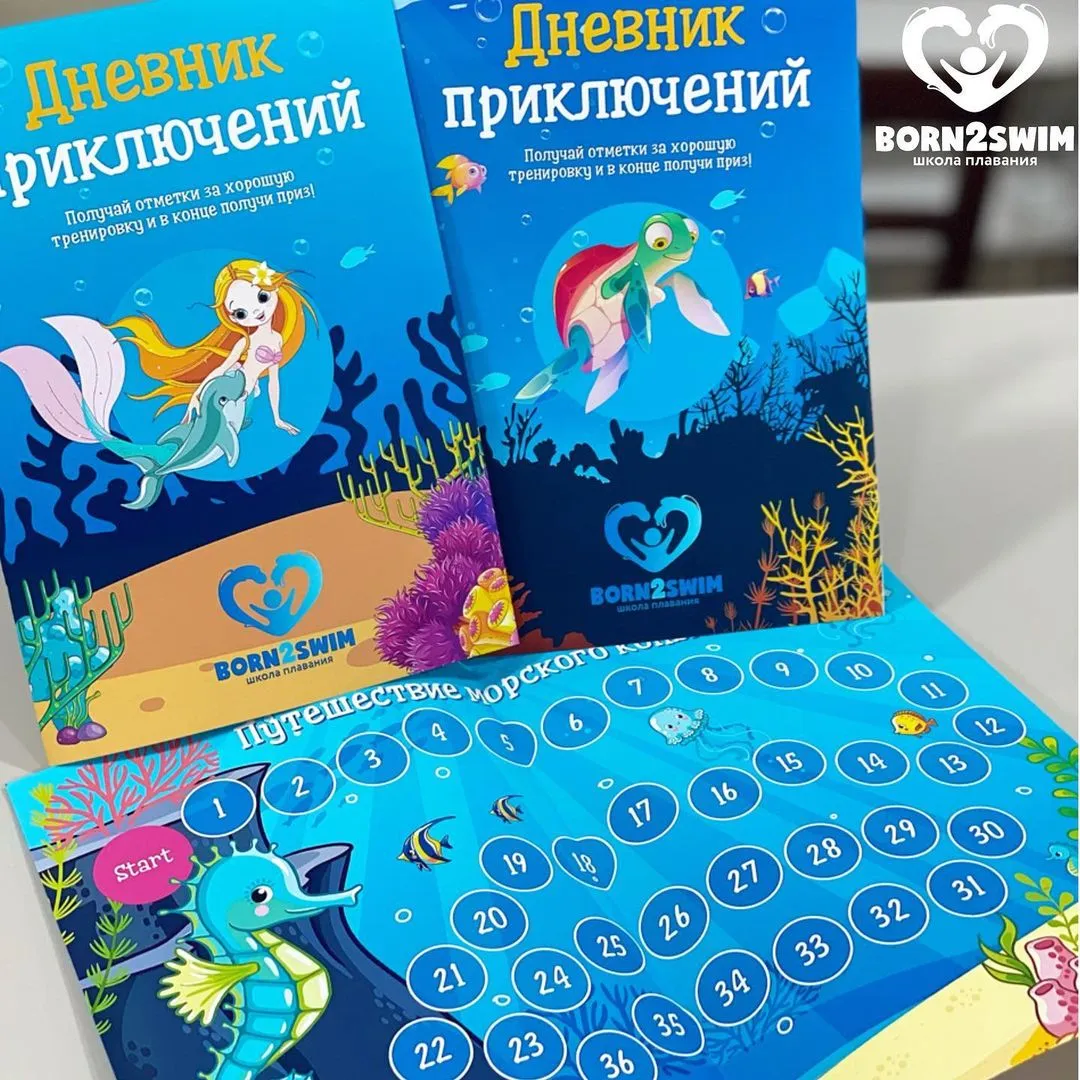 Дневник
приключений
Получай отметки за хорошую
тренировку и в конце получи приз!
BORN2SWIM
школа плавания
Дневник
приключений
Получай отметки за хорошую
тренировку и в конце получи приз!
BORN2SWIM
школа плавания
BORN2SWIM
школа плавания
Путешествие морского
Start
1 2 3 4 5 6 7 8 9 10 11
12
13 14 15 16 17
18 19
20
21
22 23 24 25 26 27 28 29 30
31 32 33 34 35 36